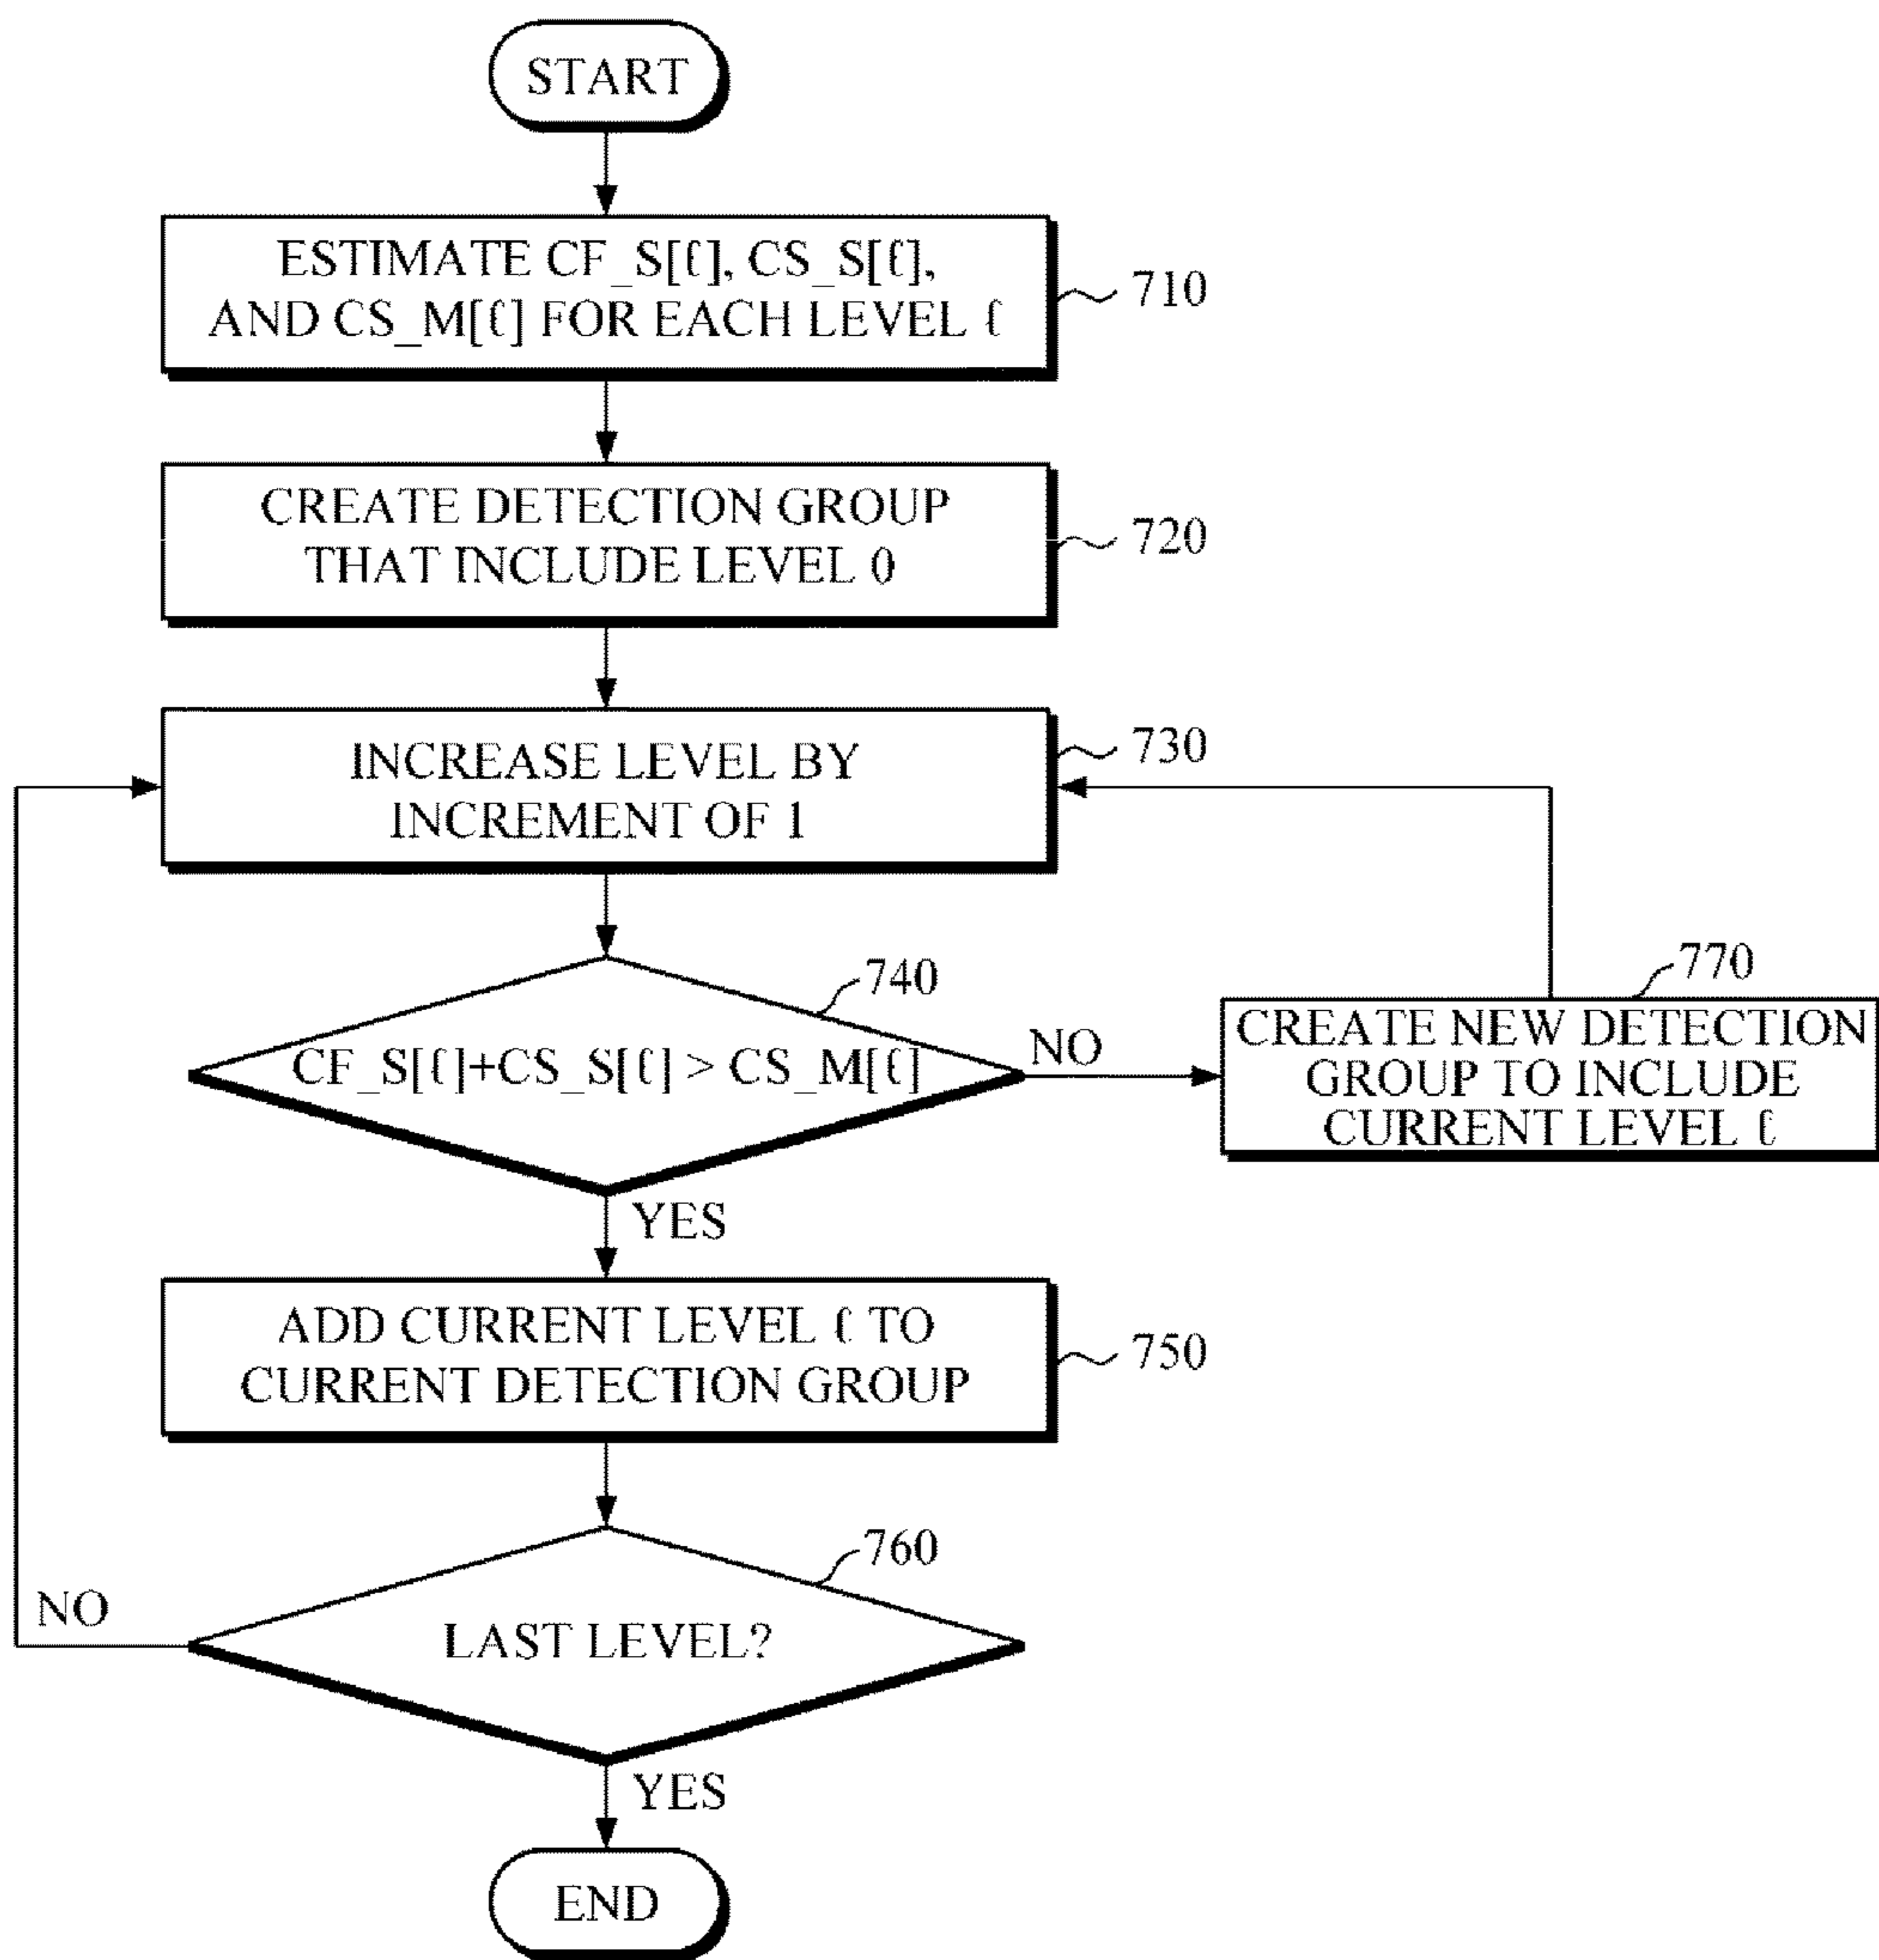 START
ESTIMATE CF_S[ℓ], CS_S[ℓ],
AND CS_M[ℓ] FOR EACH LEVEL ℓ
710
CREATE DETECTION GROUP
THAT INCLUDE LEVEL 0
720
INCREASE LEVEL BY
INCREMENT OF 1
730
740
CF_S[ℓ]+CS_S[ℓ] > CS_M[ℓ]
NO
770
CREATE NEW DETECTION
GROUP TO INCLUDE
CURRENT LEVEL ℓ
YES
ADD CURRENT LEVEL ℓ TO
CURRENT DETECTION GROUP
750
760
LAST LEVEL?
NO
YES
END